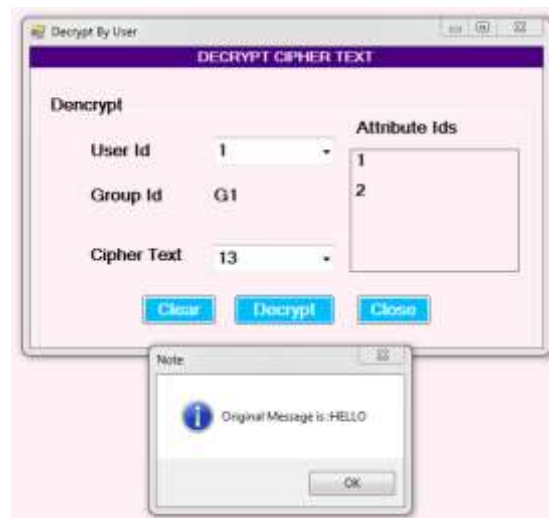 Decrypt By User
DECRYPT CIPHER TEXT
Dencrypt
Attribute Ids
User Id 1
1
Group Id G1
2
Cipher Text 13
Clear Decrypt Close
Note
Original Message is :HELLO
OK